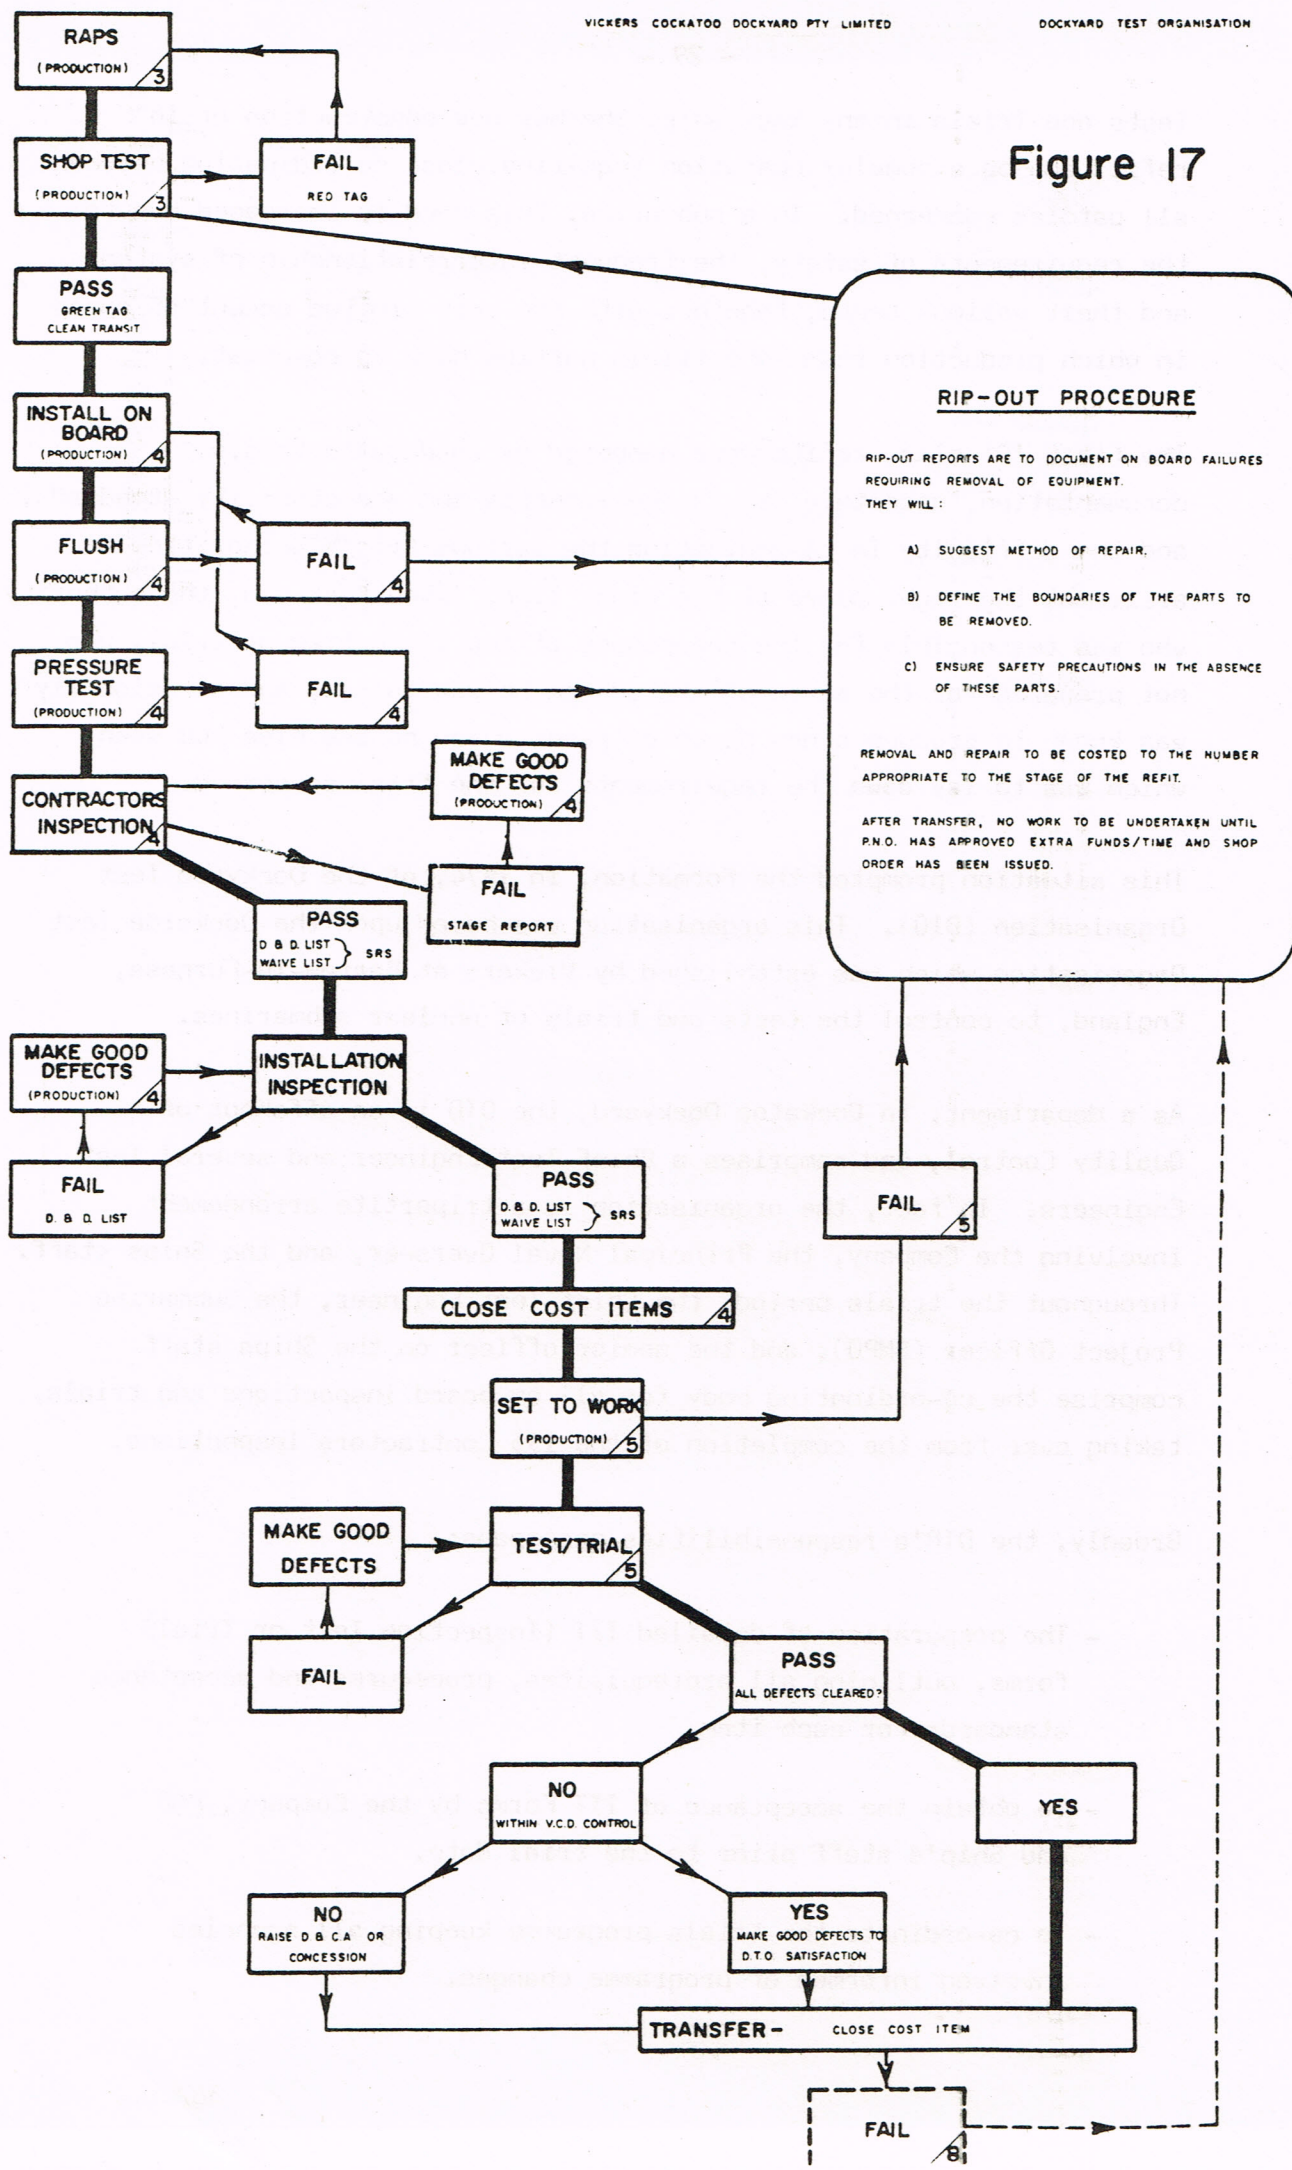 VICKERS COCKATOO DOCKYARD PTY LIMITED
DOCKYARD TEST ORGANISATION
Figure 17
RAPS
(PRODUCTION)
3
SHOP TEST
(PRODUCTION)
3
FAIL
RED TAG
PASS
GREEN TAG
CLEAN TRANSIT
INSTALL ON
BOARD
(PRODUCTION)
4
FLUSH
(PRODUCTION)
4
FAIL
4
PRESSURE
TEST
(PRODUCTION)
4
FAIL
4
CONTRACTORS
INSPECTION
4
MAKE GOOD
DEFECTS
(PRODUCTION)
4
FAIL
STAGE REPORT
PASS
D & D. LIST
WAIVE LIST
SRS
MAKE GOOD
DEFECTS
(PRODUCTION)
4
INSTALLATION
INSPECTION
FAIL
D. & D. LIST
PASS
D. & D. LIST
WAIVE LIST
SRS
FAIL
5
CLOSE COST ITEMS
4
SET TO WORK
(PRODUCTION)
5
MAKE GOOD
DEFECTS
TEST/TRIAL
5
FAIL
PASS
ALL DEFECTS CLEARED?
NO
WITHIN V.C.D. CONTROL
YES
NO
RAISE D & C.A. OR
CONCESSION
YES
MAKE GOOD DEFECTS TO
D.T.O. SATISFACTION
TRANSFER- CLOSE COST ITEM
FAIL
8
RIP-OUT PROCEDURE
RIP-OUT REPORTS ARE TO DOCUMENT ON BOARD FAILURES
REQUIRING REMOVAL OF EQUIPMENT.
THEY WILL:
A) SUGGEST METHOD OF REPAIR.
B) DEFINE THE BOUNDARIES OF THE PARTS TO
BE REMOVED.
C) ENSURE SAFETY PRECAUTIONS IN THE ABSENCE
OF THESE PARTS.
REMOVAL AND REPAIR TO BE COSTED TO THE NUMBER
APPROPRIATE TO THE STAGE OF THE REFIT.
AFTER TRANSFER, NO WORK TO BE UNDERTAKEN UNTIL
P.N.O. HAS APPROVED EXTRA FUNDS/TIME AND SHOP
ORDER HAS BEEN ISSUED.